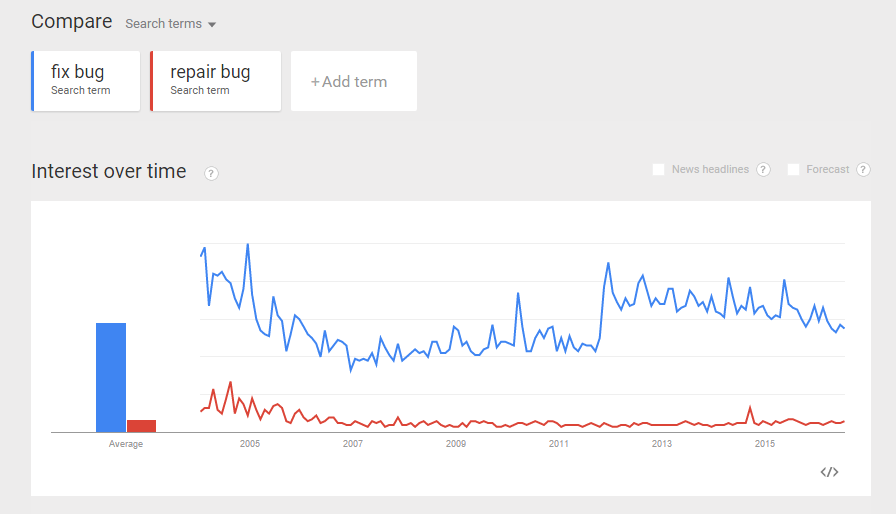 Compare Search terms
fix bug
Search term
repair bug
Search term
+ Add term
Interest over time ?
News headlines ? Forecast ?
Average 2005 2007 2009 2011 2013 2015
</>